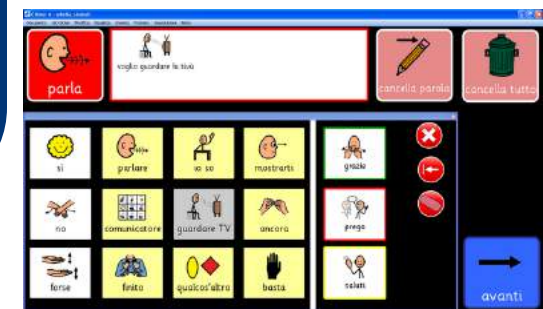 parla
voglio guardare la tivù
cancella parola
cancella tutto
sì
parlare
io so
mostrarti
grazie
no
comunicatore
guardare TV
ancora
prego
forse
finito
qualcos'altro
basta
saluti
avanti